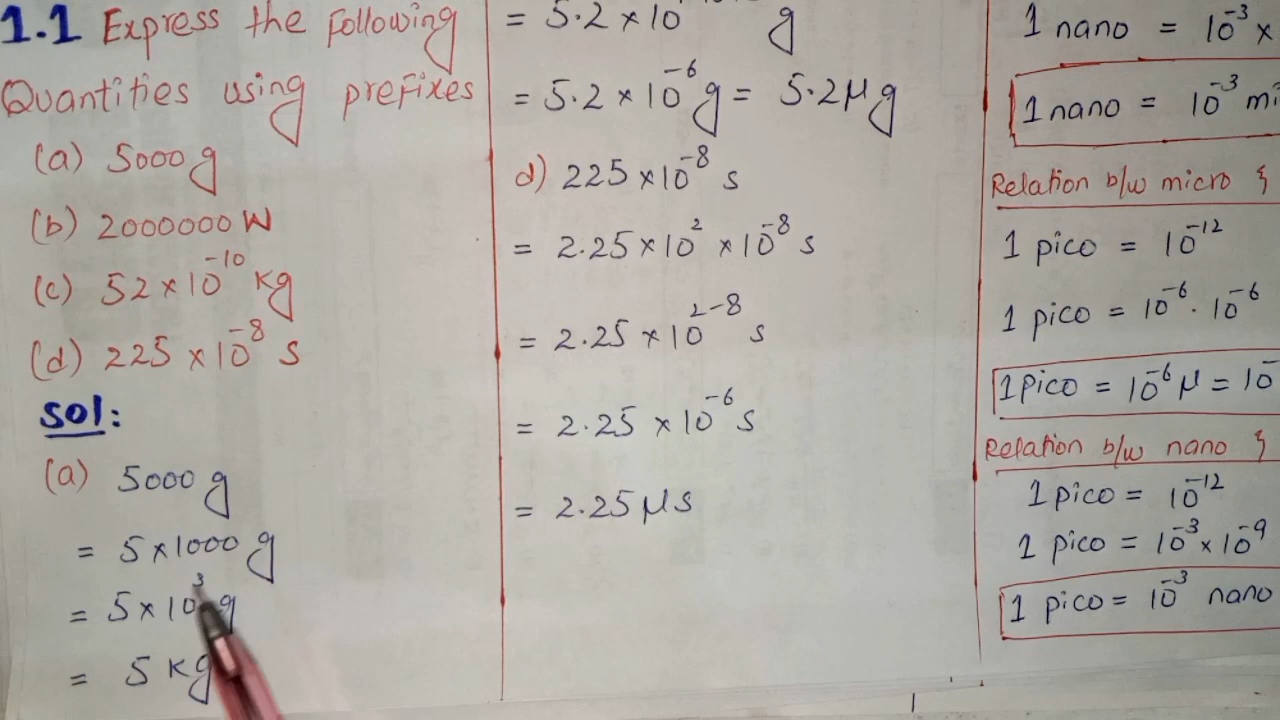 1.1 Express the Following
Quantities using prefixes
(a) 5000 g
(b) 2000000 W
(c) 52 × 10⁻¹⁰ Kg
(d) 225 × 10⁻⁸ s
Sol:
(a) 5000 g
= 5 × 1000 g
= 5 × 10³ g
= 5 Kg
= 5.2 × 10 g
= 5.2 × 10⁻⁶ g = 5.2 μg
d) 225 × 10⁻⁸ s
= 2.25 × 10² × 10⁻⁸ s
= 2.25 × 10²⁻⁸ s
= 2.25 × 10⁻⁶ s
= 2.25 μs
1 nano = 10⁻³ ×
1 nano = 10⁻³ mi
Relation b/w micro &
1 pico = 10⁻¹²
1 pico = 10⁻⁶ · 10⁻⁶
1 Pico = 10⁻⁶ μ = 10⁻
Relation b/w nano &
1 pico = 10⁻¹²
1 pico = 10⁻³ × 10⁻⁹
1 pico = 10⁻³ nano